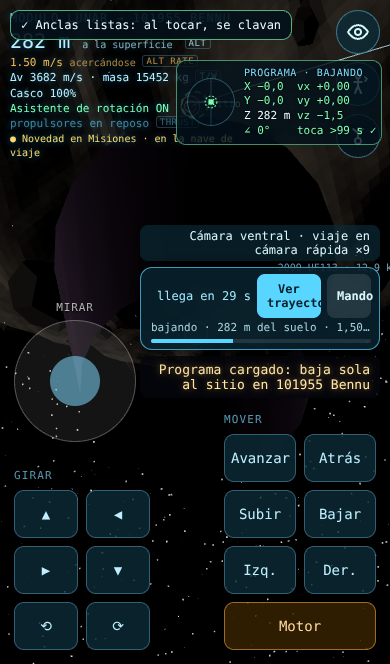 ✓ Anclas listas: al tocar, se clavan
282 m a la superficie ALT
1.50 m/s acercándose ALT RATE
Δv 3682 m/s · masa 15452 kg
Casco 100%
Asistente de rotación ON
propulsores en reposo
● Novedad en Misiones · en la nave de viaje
PROGRAMA · BAJANDO
X −0,0 vx +0,00
Y −0,0 vy +0,00
Z 282 m vz −1,5
∠ 0° toca >99 s ✓
Cámara ventral · viaje en
cámara rápida ×9
llega en 29 s
Ver
trayecto
Mando
bajando · 282 m del suelo · 1,50…
Programa cargado: baja sola
al sitio en 101955 Bennu
MIRAR
MOVER
Avanzar Atrás
GIRAR
▲ ◀ Subir Bajar
▶ ▼ Izq. Der.
⟲ ⟳ Motor